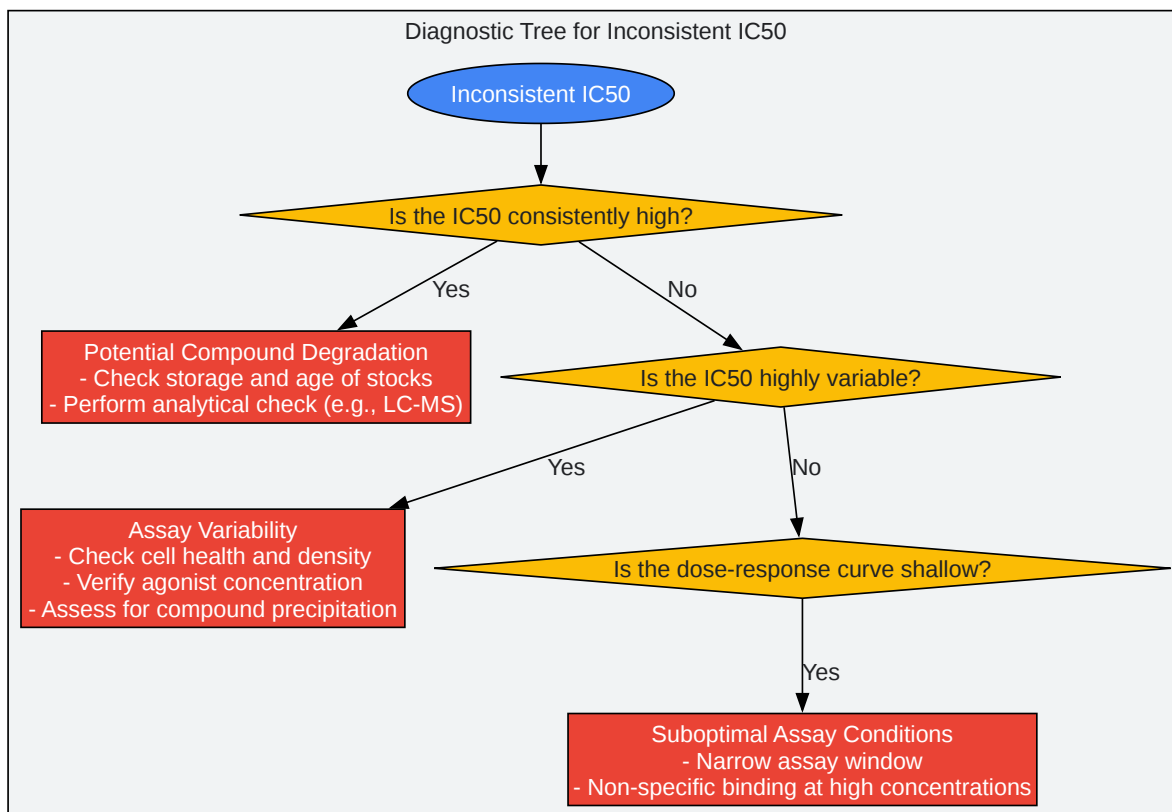 Diagnostic Tree for Inconsistent IC50
Inconsistent IC50
Is the IC50 consistently high?
Yes
No
Potential Compound Degradation
- Check storage and age of stocks
- Perform analytical check (e.g., LC-MS)
Is the IC50 highly variable?
Yes
No
Assay Variability
- Check cell health and density
- Verify agonist concentration
- Assess for compound precipitation
Is the dose-response curve shallow?
Yes
Suboptimal Assay Conditions
- Narrow assay window
- Non-specific binding at high concentrations